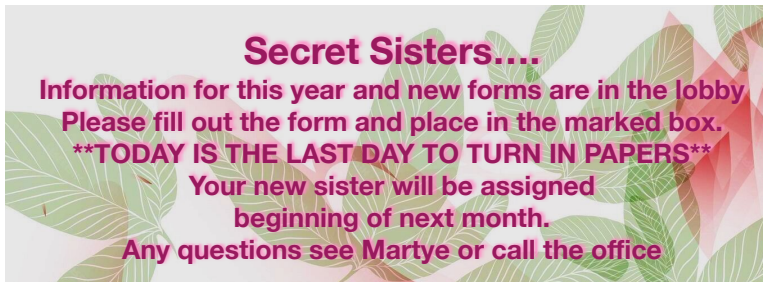 Secret Sisters....
Information for this year and new forms are in the lobby
Please fill out the form and place in the marked box.
**TODAY IS THE LAST DAY TO TURN IN PAPERS**
Your new sister will be assigned
beginning of next month.
Any questions see Martye or call the office